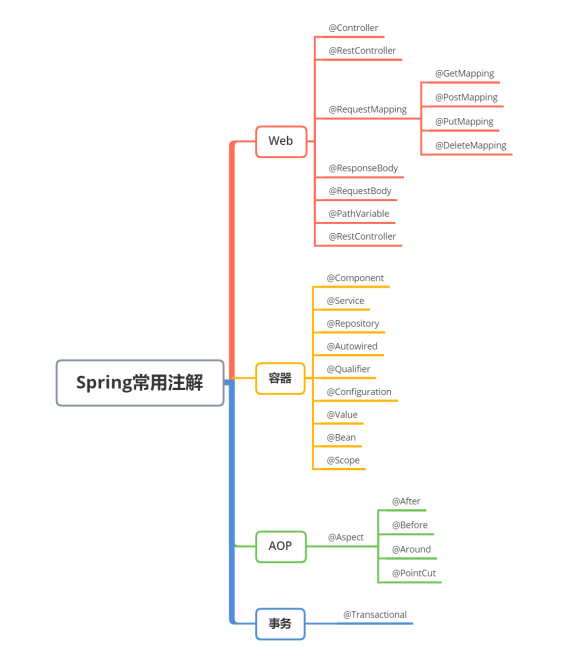 Spring常用注解
Web
@Controller
@RestController
@RequestMapping
@GetMapping
@PostMapping
@PutMapping
@DeleteMapping
@ResponseBody
@RequestBody
@PathVariable
@RestController
容器
@Component
@Service
@Repository
@Autowired
@Qualifier
@Configuration
@Value
@Bean
@Scope
AOP
@Aspect
@After
@Before
@Around
@PointCut
事务
@Transactional